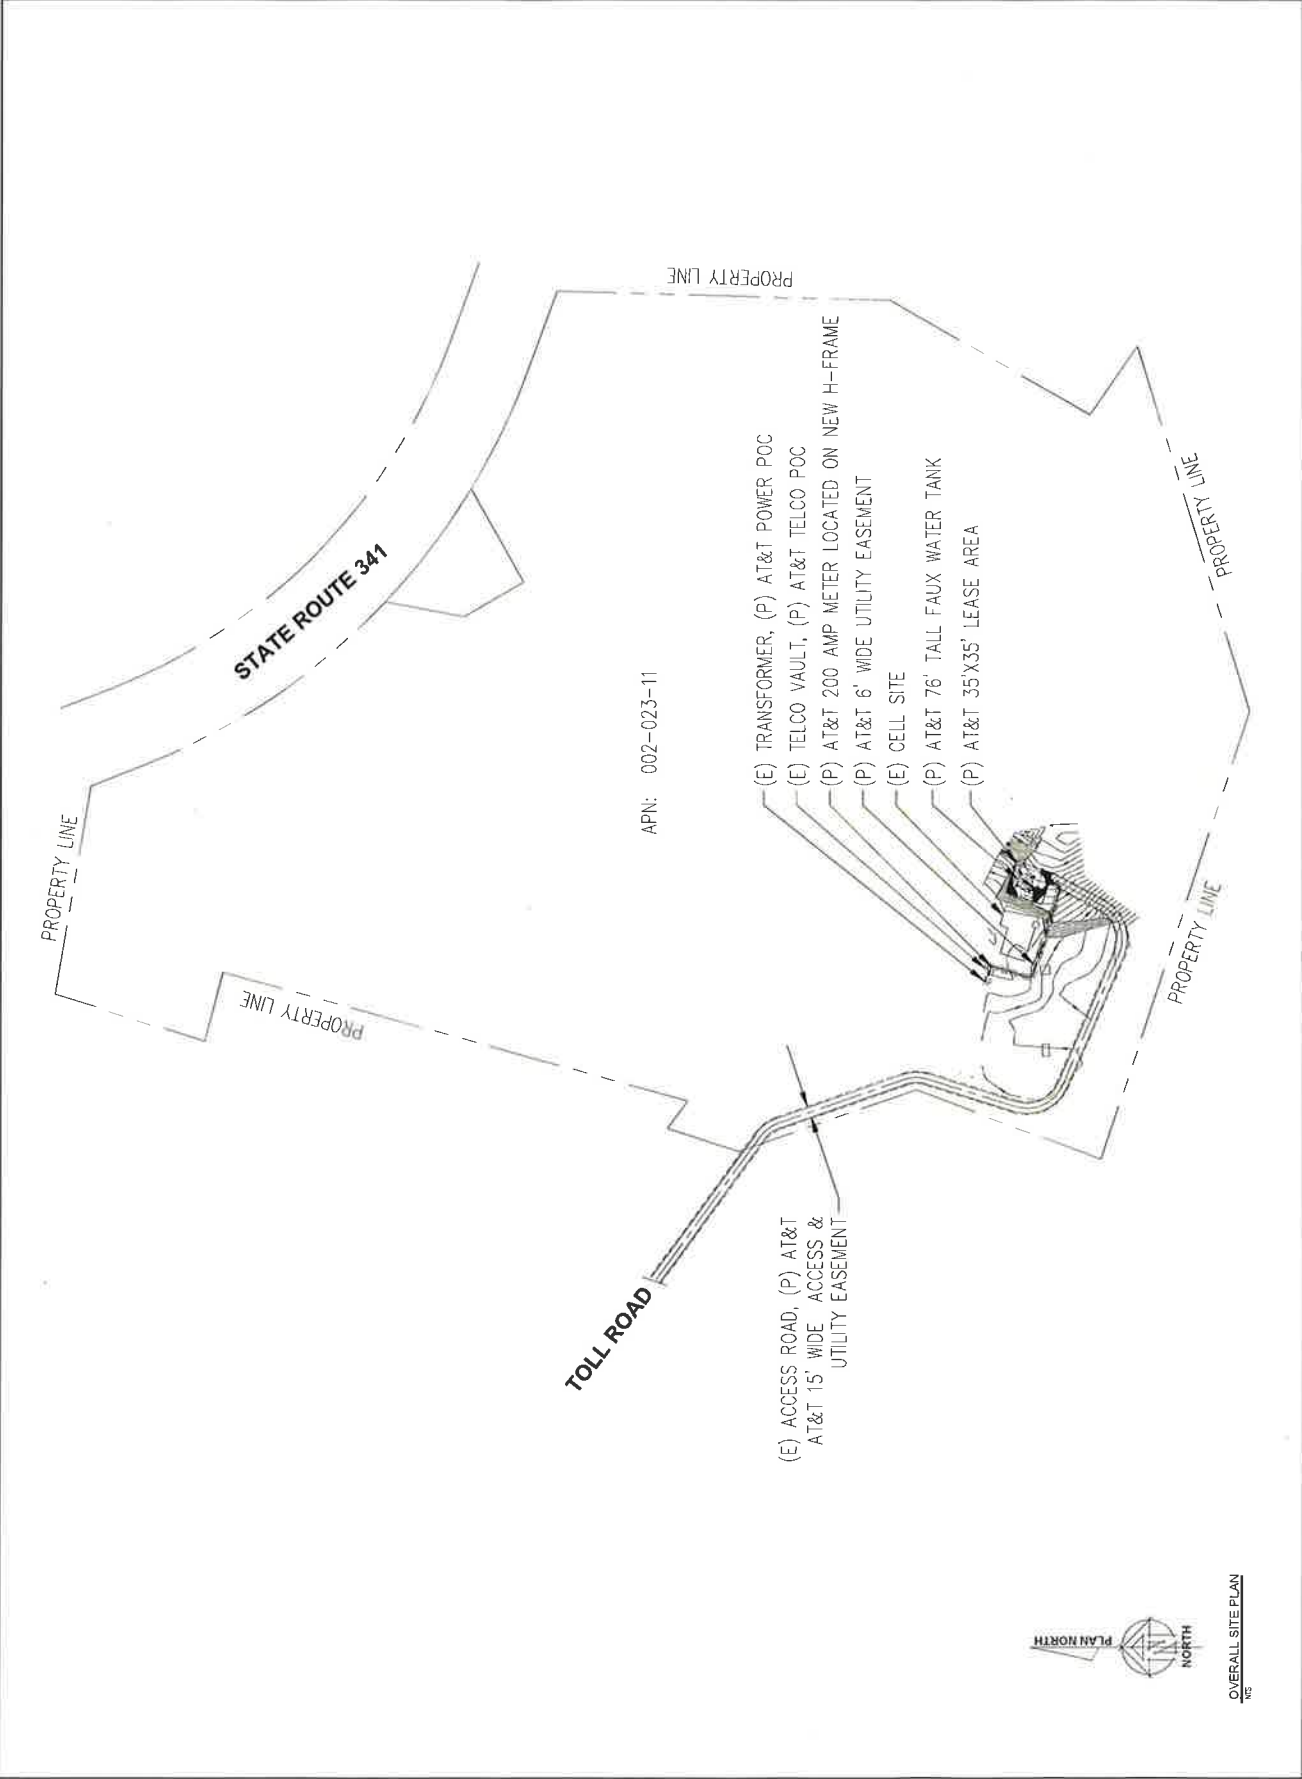 PROPERTY LINE
STATE ROUTE 341
PROPERTY LINE
PROPERTY LINE
APN: 002-023-11
(E) TRANSFORMER, (P) AT&T POWER POC
(E) TELCO VAULT, (P) AT&T TELCO POC
(P) AT&T 200 AMP METER LOCATED ON NEW H-FRAME
(P) AT&T 6' WIDE UTILITY EASEMENT
(E) CELL SITE
(P) AT&T 76' TALL FAUX WATER TANK
(P) AT&T 35'X35' LEASE AREA
TOLL ROAD
(E) ACCESS ROAD, (P) AT&T
AT&T 15' WIDE ACCESS &
UTILITY EASEMENT
PROPERTY LINE
PROPERTY LINE
PLAN NORTH
NORTH
OVERALL SITE PLAN
NTS